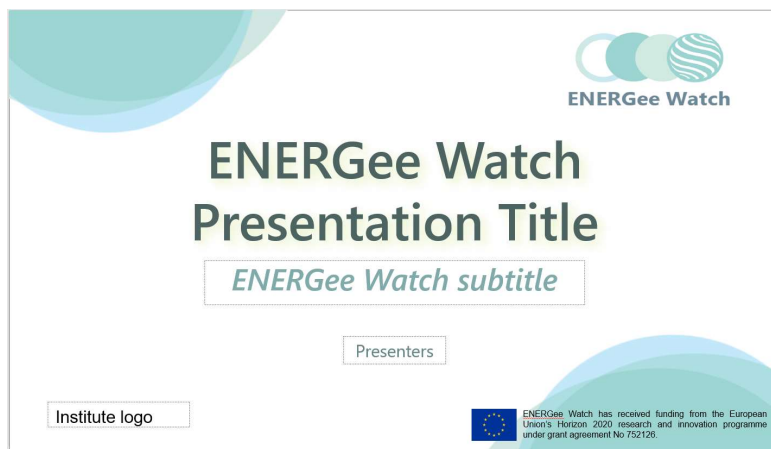 ENERGee Watch
ENERGee Watch
Presentation Title
ENERGee Watch subtitle
Presenters
Institute logo
ENERGee Watch has received funding from the European
Union's Horizon 2020 research and innovation programme
under grant agreement No 752126.